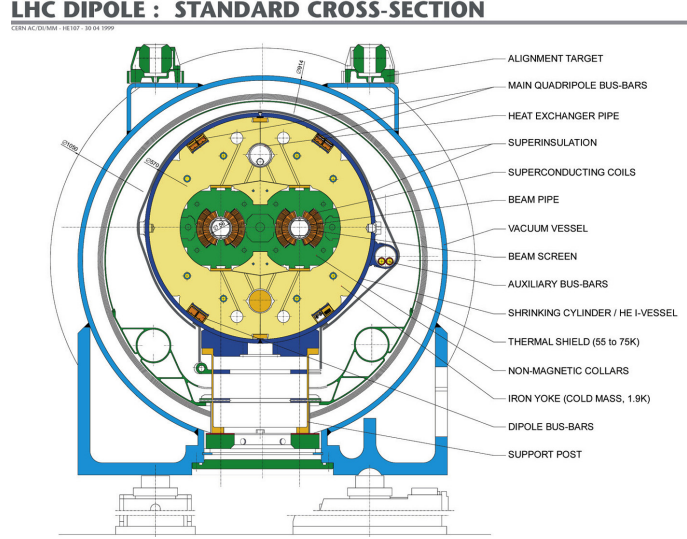 LHC DIPOLE : STANDARD CROSS-SECTION
CERN AC/DI/MM - HE107 - 30 04 1999
ALIGNMENT TARGET
MAIN QUADRIPOLE BUS-BARS
HEAT EXCHANGER PIPE
SUPERINSULATION
SUPERCONDUCTING COILS
BEAM PIPE
VACUUM VESSEL
BEAM SCREEN
AUXILIARY BUS-BARS
SHRINKING CYLINDER / HE I-VESSEL
THERMAL SHIELD (55 to 75K)
NON-MAGNETIC COLLARS
IRON YOKE (COLD MASS, 1.9K)
DIPOLE BUS-BARS
SUPPORT POST
∅914
∅1050
∅570